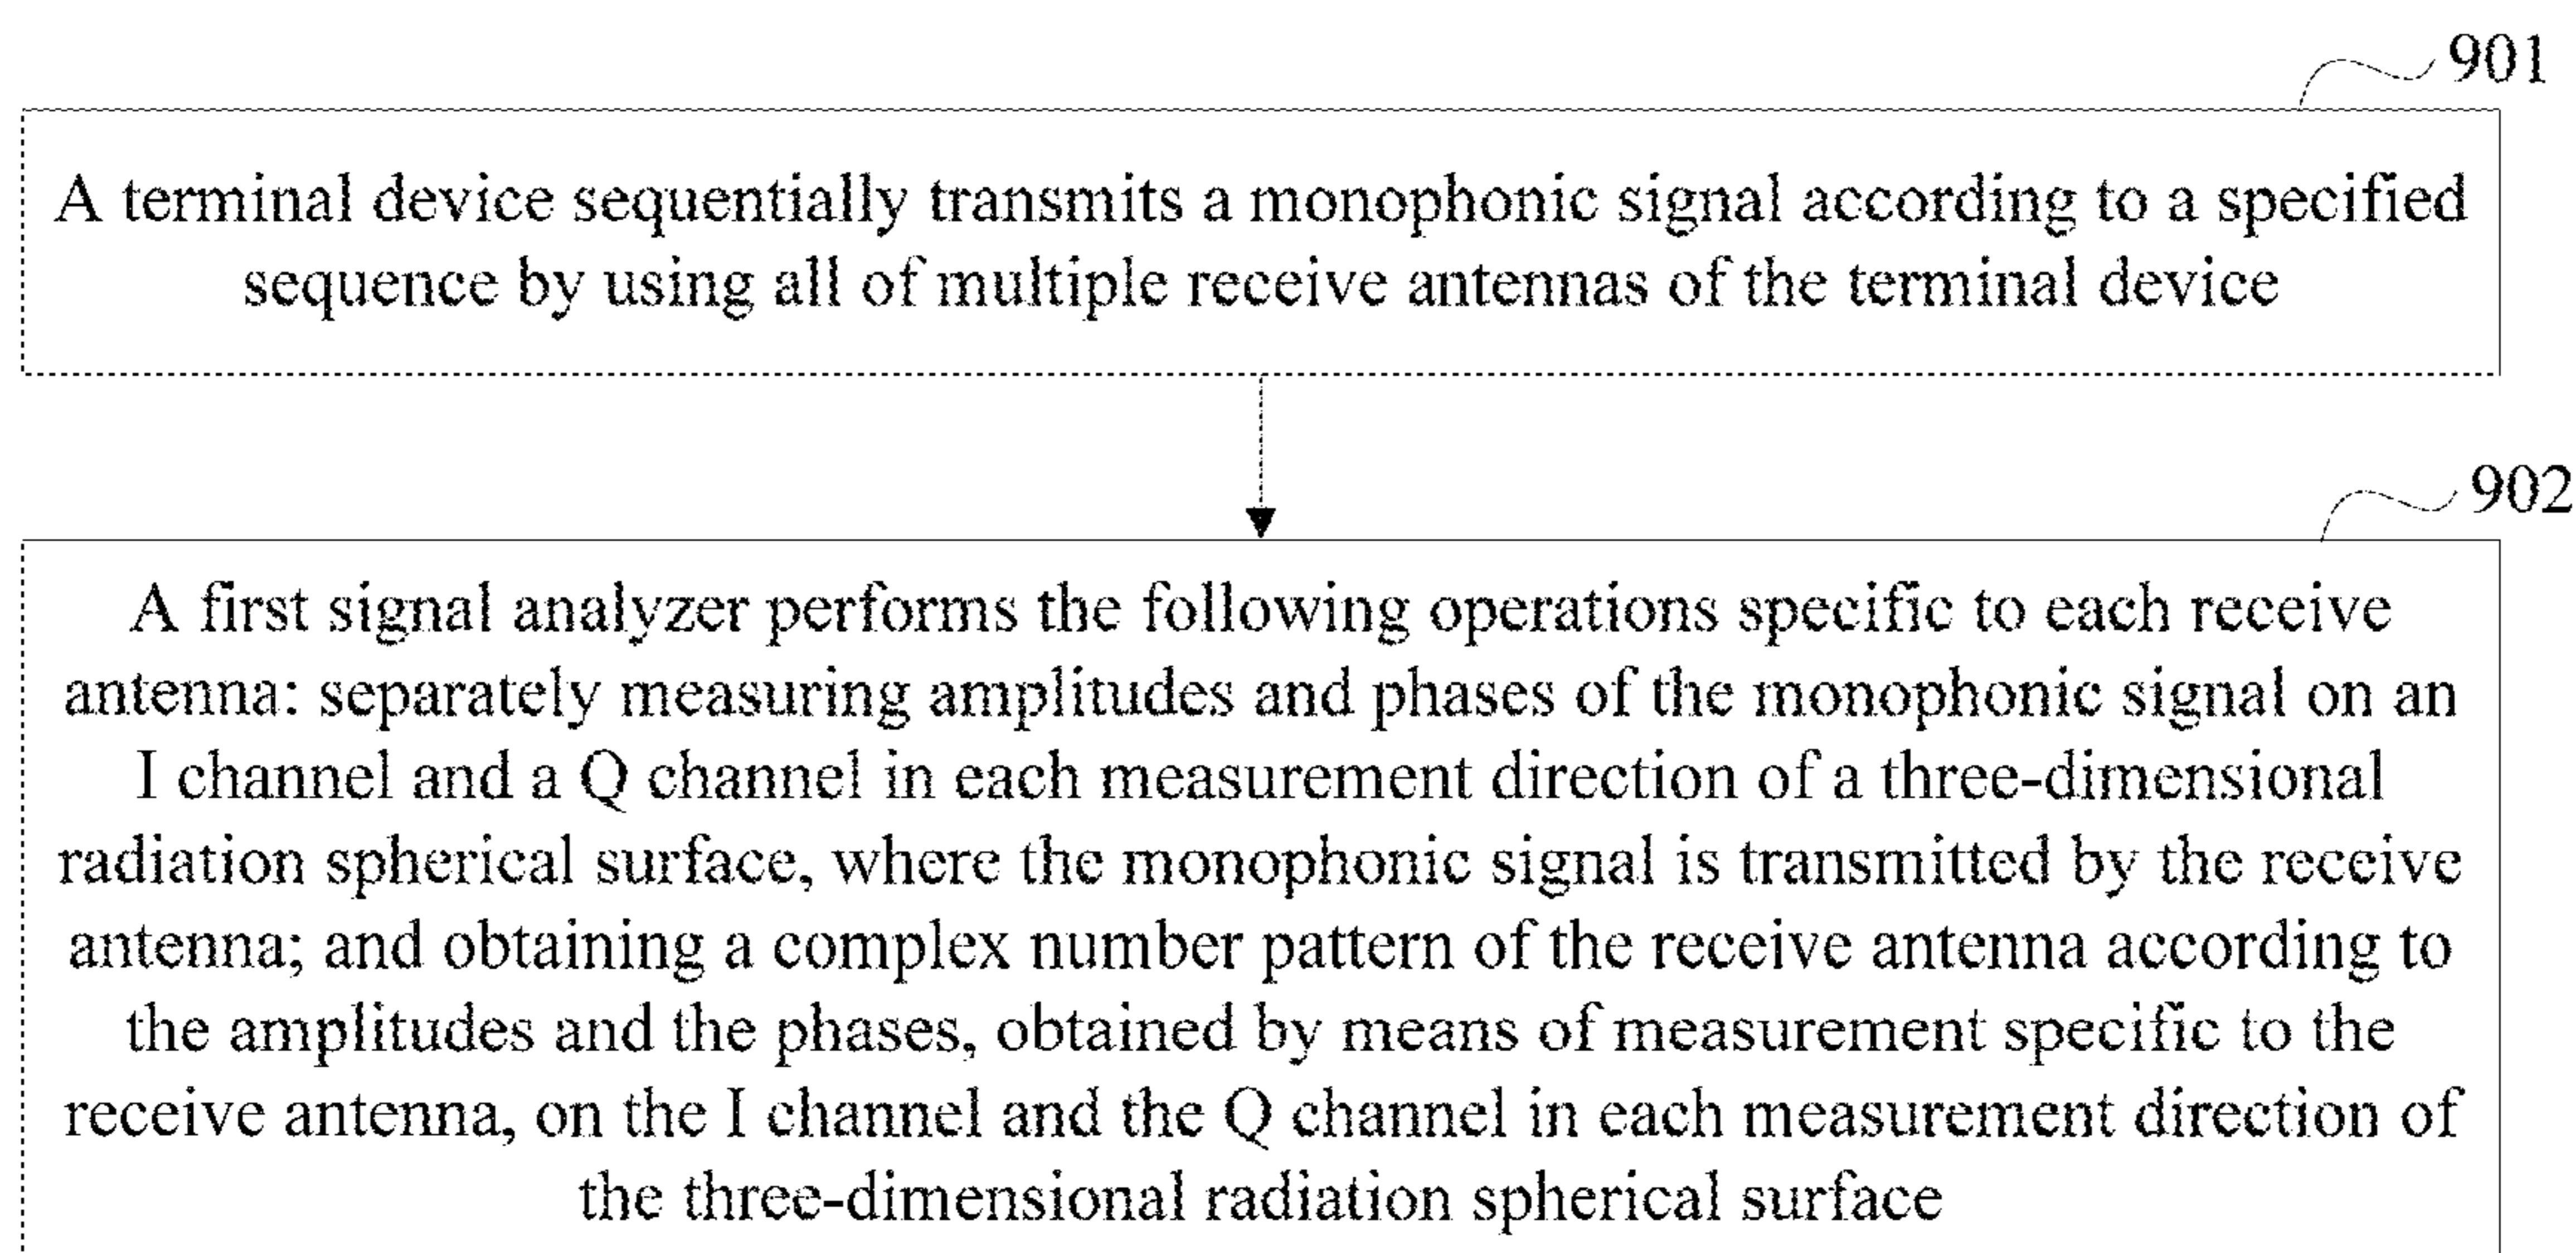 901
A terminal device sequentially transmits a monophonic signal according to a specified
sequence by using all of multiple receive antennas of the terminal device
902
A first signal analyzer performs the following operations specific to each receive
antenna: separately measuring amplitudes and phases of the monophonic signal on an
I channel and a Q channel in each measurement direction of a three-dimensional
radiation spherical surface, where the monophonic signal is transmitted by the receive
antenna; and obtaining a complex number pattern of the receive antenna according to
the amplitudes and the phases, obtained by means of measurement specific to the
receive antenna, on the I channel and the Q channel in each measurement direction of
the three-dimensional radiation spherical surface